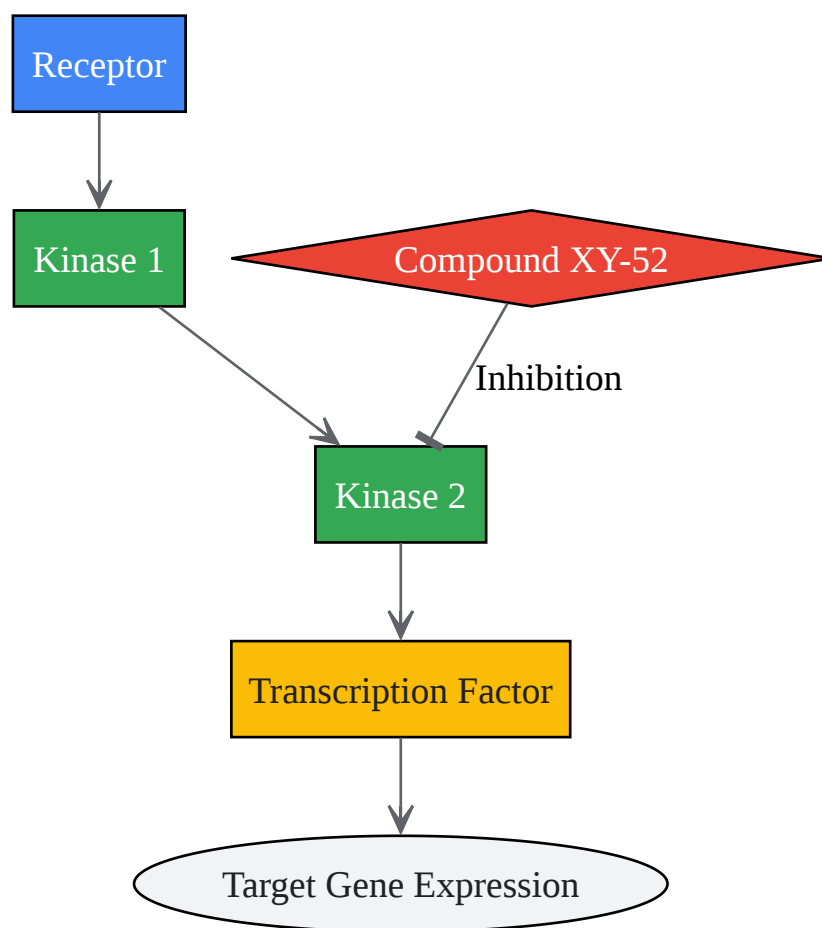 Receptor
Kinase 1
Compound XY-52
Inhibition
Kinase 2
Transcription Factor
Target Gene Expression